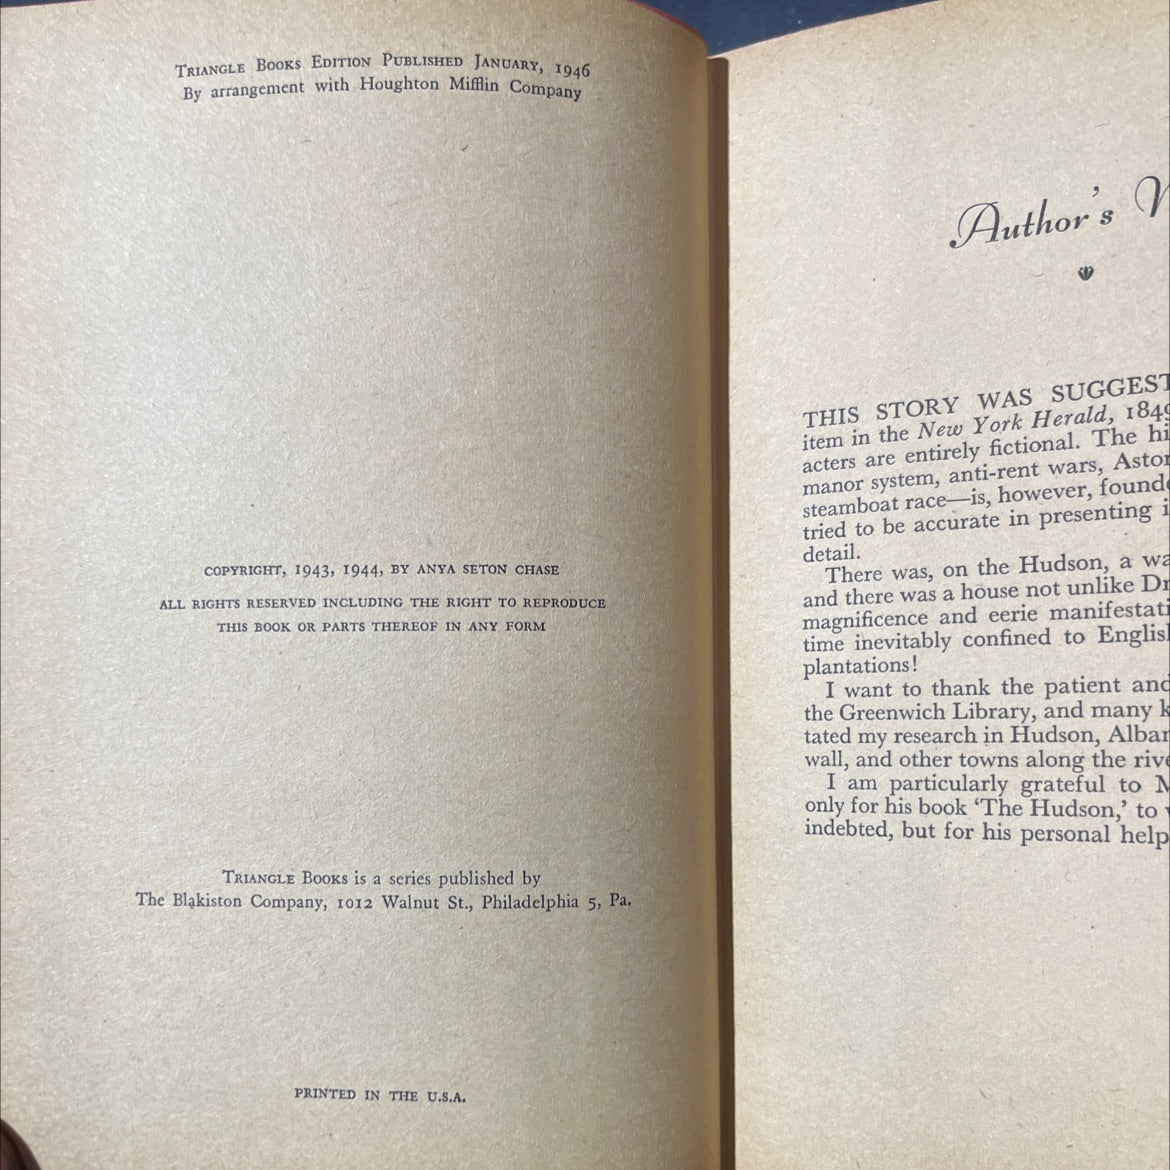 Triangle Books Edition Published January, 1946
By arrangement with Houghton Mifflin Company
COPYRIGHT, 1943, 1944, BY ANYA SETON CHASE
ALL RIGHTS RESERVED INCLUDING THE RIGHT TO REPRODUCE
THIS BOOK OR PARTS THEREOF IN ANY FORM
Triangle Books is a series published by
The Blakiston Company, 1012 Walnut St., Philadelphia 5, Pa.
PRINTED IN THE U.S.A.
Author's
THIS STORY WAS
item in the New York Herald,
acters are entirely fictional. The
manor system, anti-rent wars,
steamboat race—is, however,
tried to be accurate in presenting
detail.
There was, on the Hudson, a
and there was a house not unlike
magnificence and eerie
time inevitably confined to
plantations!
I want to thank the patient and
the Greenwich Library, and many
tated my research in Hudson,
wall, and other towns along the
I am particularly grateful to
only for his book 'The Hudson,' to
indebted, but for his personal help